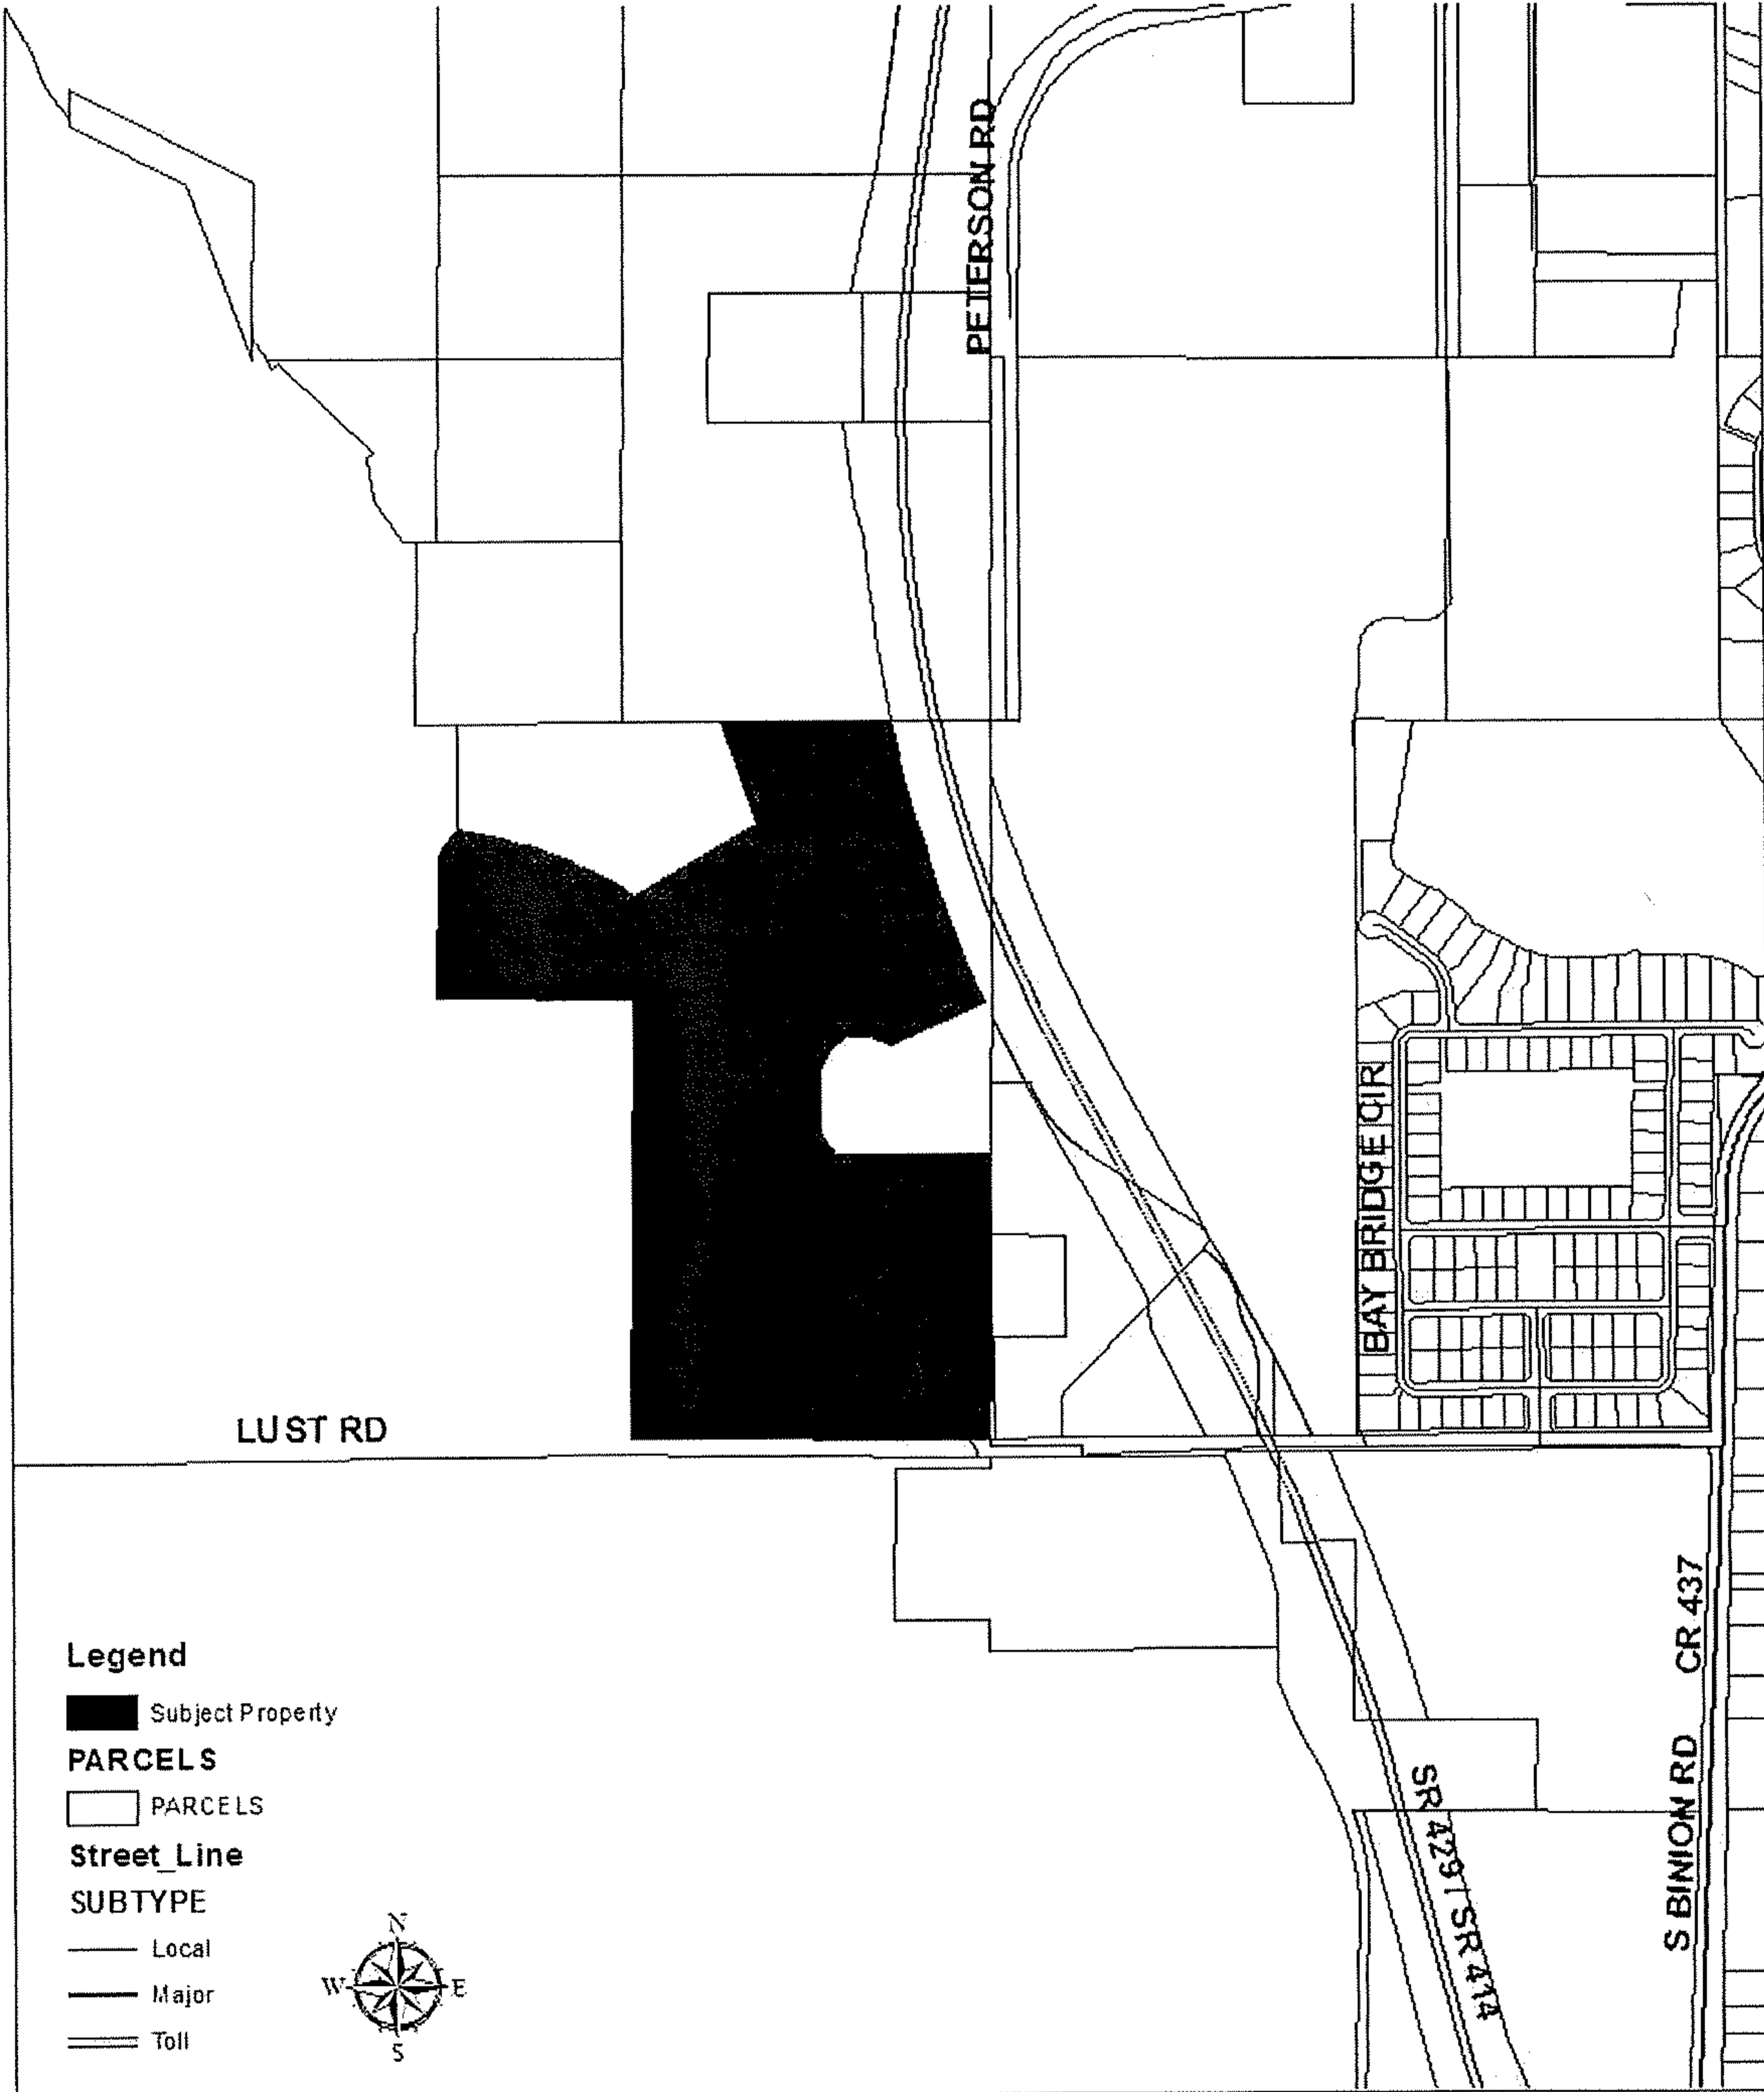 PETERSON RD
BAY BRIDGE CIR
LUST RD
CR 437
S BINION RD
SR 429 / SR 414
Legend
Subject Property
PARCELS
PARCELS
Street_Line
SUBTYPE
Local
Major
Toll
N
W
E
S